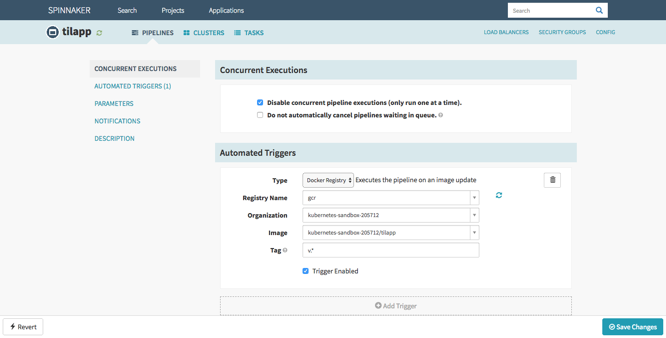 SPINNAKER Search Projects Applications Search
tilapp PIPELINES CLUSTERS TASKS LOAD BALANCERS SECURITY GROUPS CONFIG
CONCURRENT EXECUTIONS
AUTOMATED TRIGGERS (1)
PARAMETERS
NOTIFICATIONS
DESCRIPTION
Concurrent Executions
Disable concurrent pipeline executions (only run one at a time).
Do not automatically cancel pipelines waiting in queue.
Automated Triggers
Type Docker Registry Executes the pipeline on an image update
Registry Name gcr
Organization kubernetes-sandbox-205712
Image kubernetes-sandbox-205712/tilapp
Tag v.*
Trigger Enabled
Add Trigger
Revert Save Changes